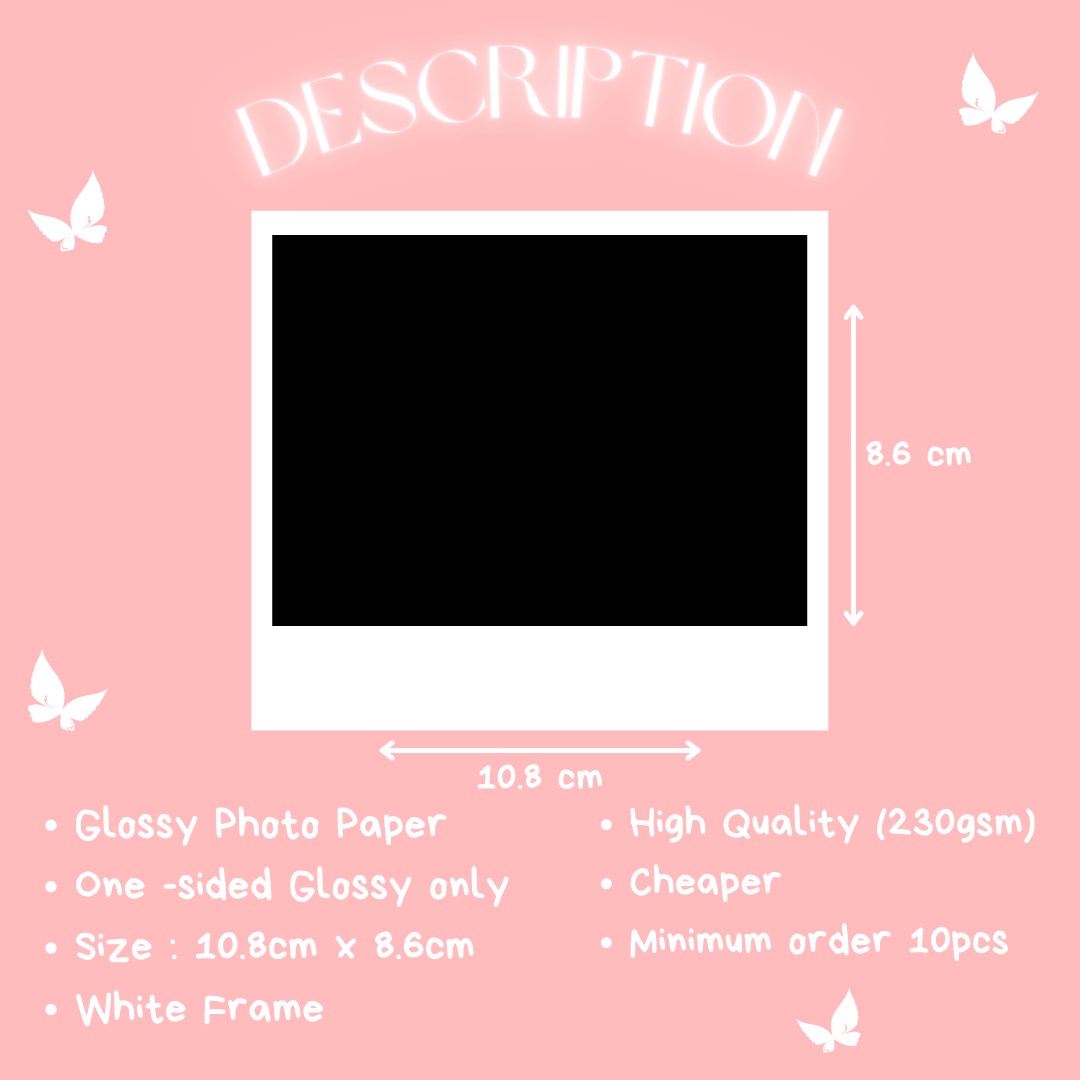 DESCRIPTION
8.6 cm
10.8 cm
• Glossy Photo Paper
• One -sided Glossy only
• Size : 10.8cm x 8.6cm
• White Frame
• High Quality (230gsm)
• Cheaper
• Minimum order 10pcs